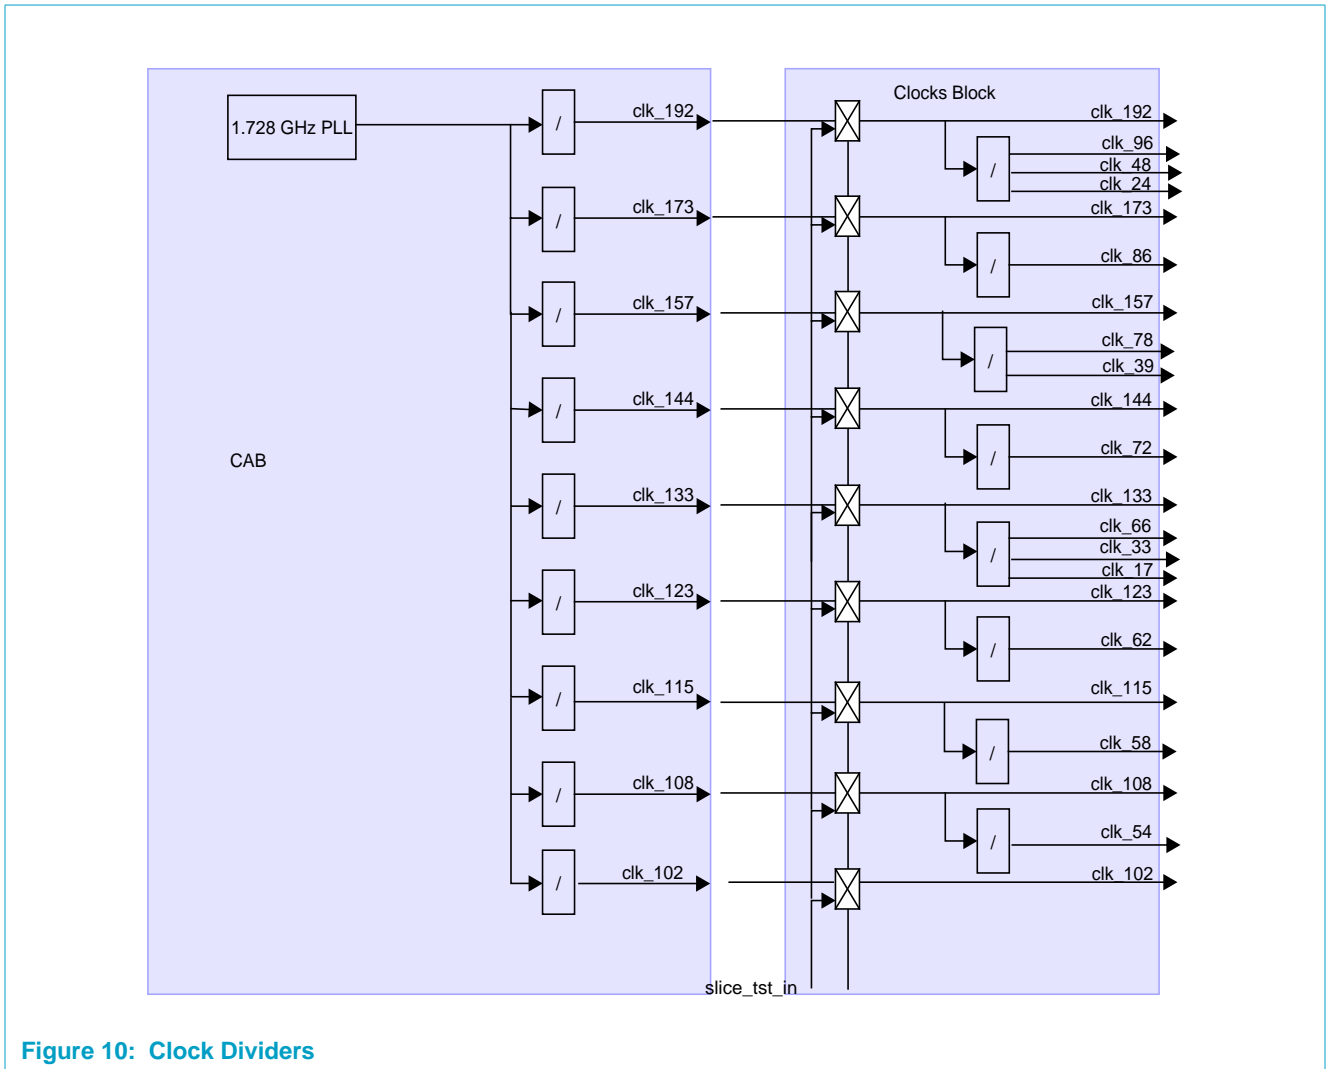 Clocks Block
1.728 GHz PLL
/
clk_192
clk_192
/
clk_96
clk_48
clk_24
/
clk_173
clk_173
/
clk_86
/
clk_157
clk_157
/
clk_78
clk_39
/
clk_144
clk_144
/
clk_72
CAB
/
clk_133
clk_133
/
clk_66
clk_33
clk_17
/
clk_123
clk_123
/
clk_62
/
clk_115
clk_115
/
clk_58
/
clk_108
clk_108
/
clk_54
/
clk_102
clk_102
slice_tst_in
Figure 10: Clock Dividers